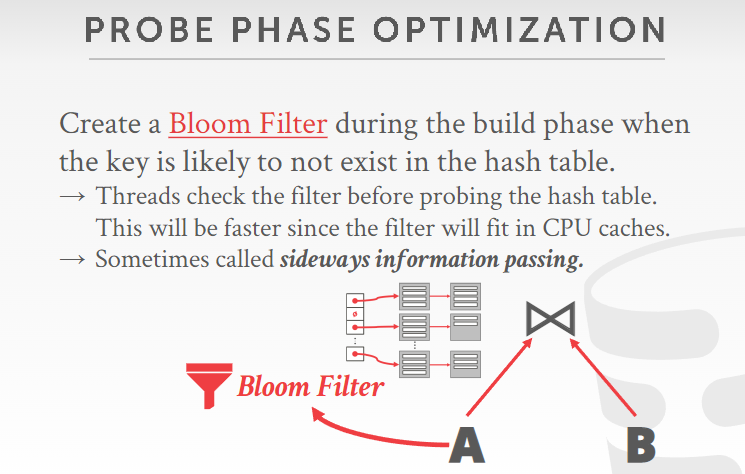 PROBE PHASE OPTIMIZATION
Create a Bloom Filter during the build phase when
the key is likely to not exist in the hash table.
→ Threads check the filter before probing the hash table.
This will be faster since the filter will fit in CPU caches.
→ Sometimes called sideways information passing.
ø
⋮
⋮
Bloom Filter
A
B